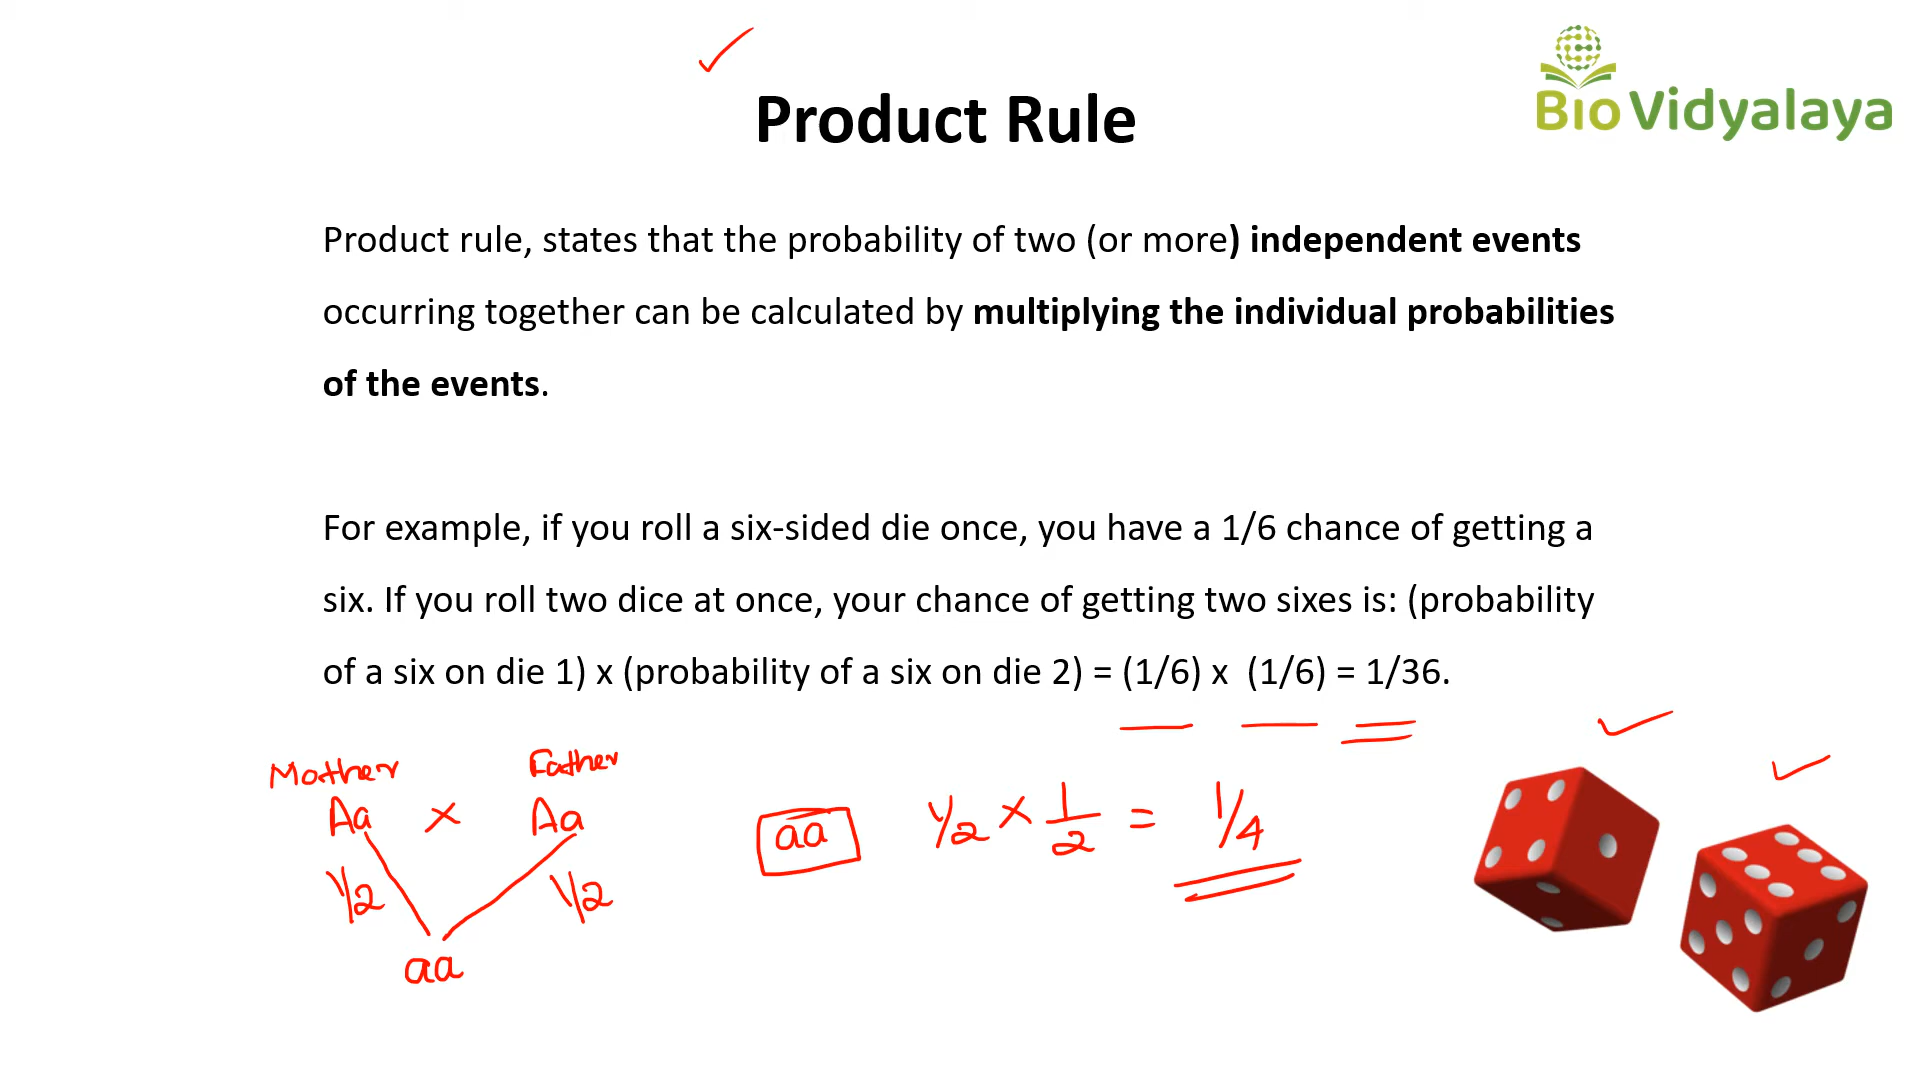 Bio Vidyalaya
Product Rule
Product rule, states that the probability of two (or more) independent events
occurring together can be calculated by multiplying the individual probabilities
of the events.
For example, if you roll a six-sided die once, you have a 1/6 chance of getting a
six. If you roll two dice at once, your chance of getting two sixes is: (probability
of a six on die 1) x (probability of a six on die 2) = (1/6) x (1/6) = 1/36.
Mother Father
Aa × Aa
1/2 1/2
aa
aa 1/2 × 1/2 = 1/4